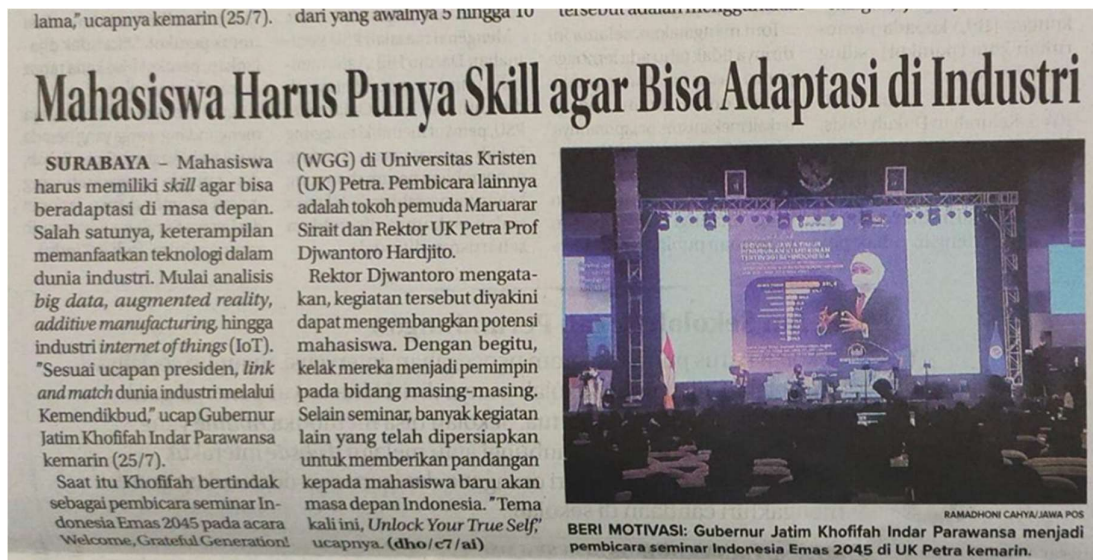 lama," ucapnya kemarin (25/7).
dari yang awalnya 5 hingga 10
Mahasiswa Harus Punya Skill agar Bisa Adaptasi di Industri
SURABAYA – Mahasiswa
harus memiliki skill agar bisa
beradaptasi di masa depan.
Salah satunya, keterampilan
memanfaatkan teknologi dalam
dunia industri. Mulai analisis
big data, augmented reality,
additive manufacturing, hingga
industri internet of things (IoT).
"Sesuai ucapan presiden, link
and match dunia industri melalui
Kemendikbud," ucap Gubernur
Jatim Khofifah Indar Parawansa
kemarin (25/7).
Saat itu Khofifah bertindak
sebagai pembicara seminar In-
donesia Emas 2045 pada acara
Welcome, Grateful Generation!
(WGG) di Universitas Kristen
(UK) Petra. Pembicara lainnya
adalah tokoh pemuda Maruarar
Sirait dan Rektor UK Petra Prof
Djwantoro Hardjito.
Rektor Djwantoro mengata-
kan, kegiatan tersebut diyakini
dapat mengembangkan potensi
mahasiswa. Dengan begitu,
kelak mereka menjadi pemimpin
pada bidang masing-masing.
Selain seminar, banyak kegiatan
lain yang telah dipersiapkan
untuk memberikan pandangan
kepada mahasiswa baru akan
masa depan Indonesia. "Tema
kali ini, Unlock Your True Self,"
ucapnya. (dho/c7/ai)
RAMADHONI CAHYA/JAWA POS
BERI MOTIVASI: Gubernur Jatim Khofifah Indar Parawansa menjadi
pembicara seminar Indonesia Emas 2045 di UK Petra kemarin.